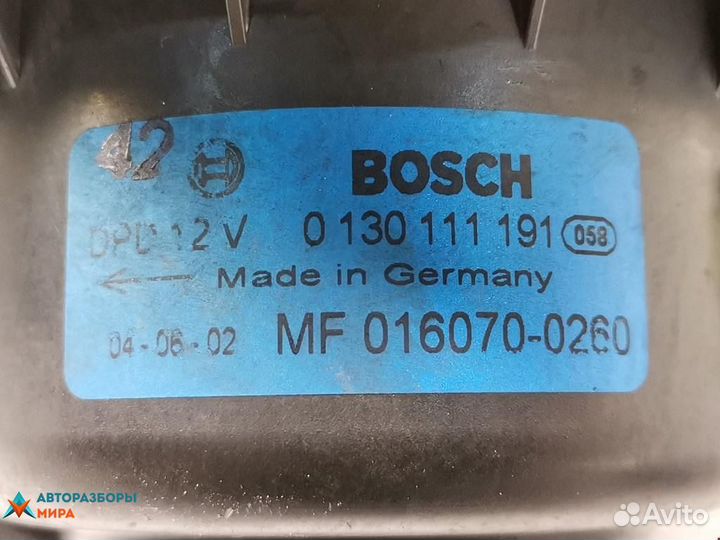 42
BOSCH
DPD 12 V 0 130 111 191 058
Made in Germany
04-06-02 MF 016070-0260
АВТОРАЗБОРЫ
МИРА
Avito